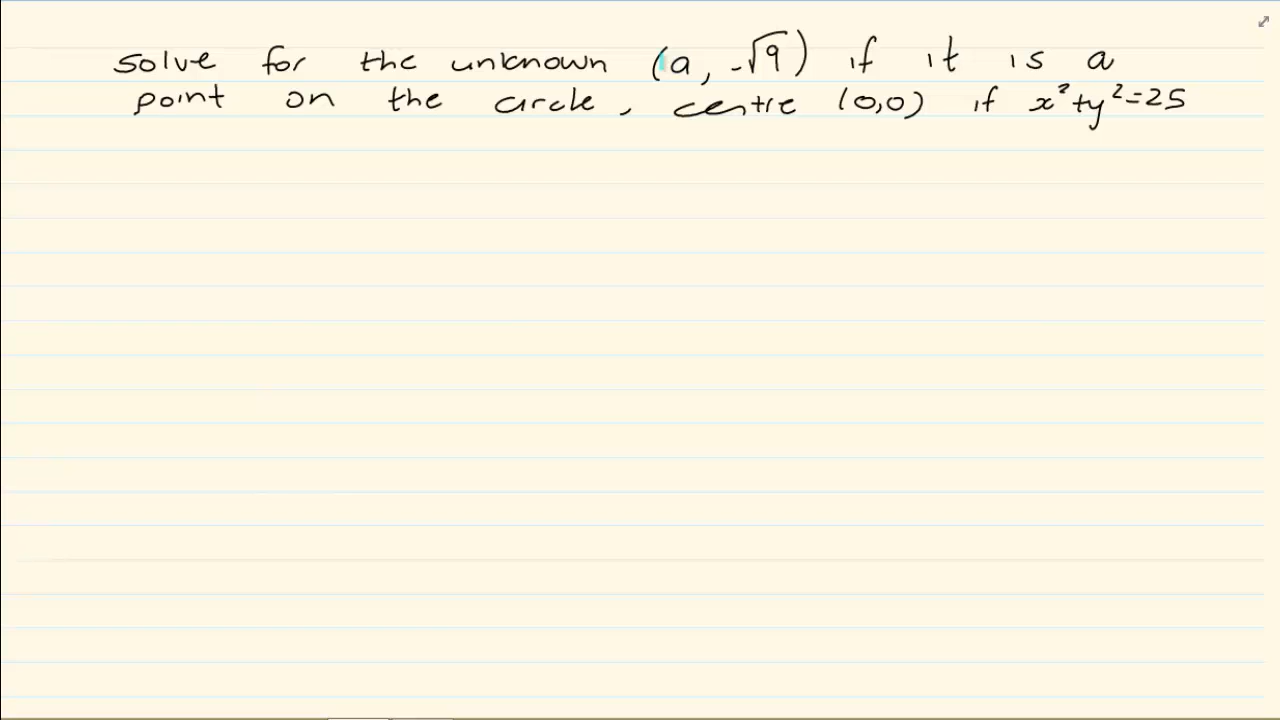 solve for the unknown (a, -√9) if it is a
point on the circle, centre (0,0) if x²+y²=25